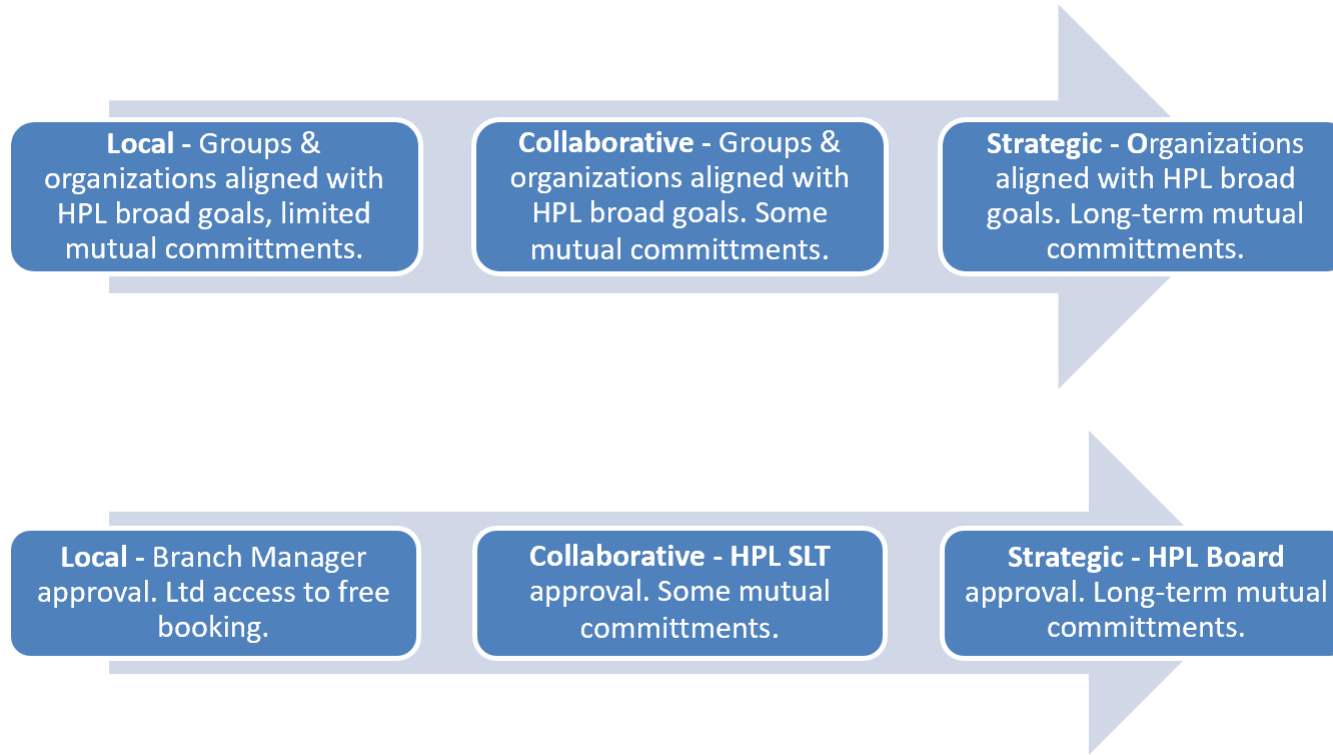 Local - Groups &
organizations aligned with
HPL broad goals, limited
mutual committments.
Collaborative - Groups &
organizations aligned with
HPL broad goals. Some
mutual committments.
Strategic - Organizations
aligned with HPL broad
goals. Long-term mutual
committments.
Local - Branch Manager
approval. Ltd access to free
booking.
Collaborative - HPL SLT
approval. Some mutual
committments.
Strategic - HPL Board
approval. Long-term mutual
committments.